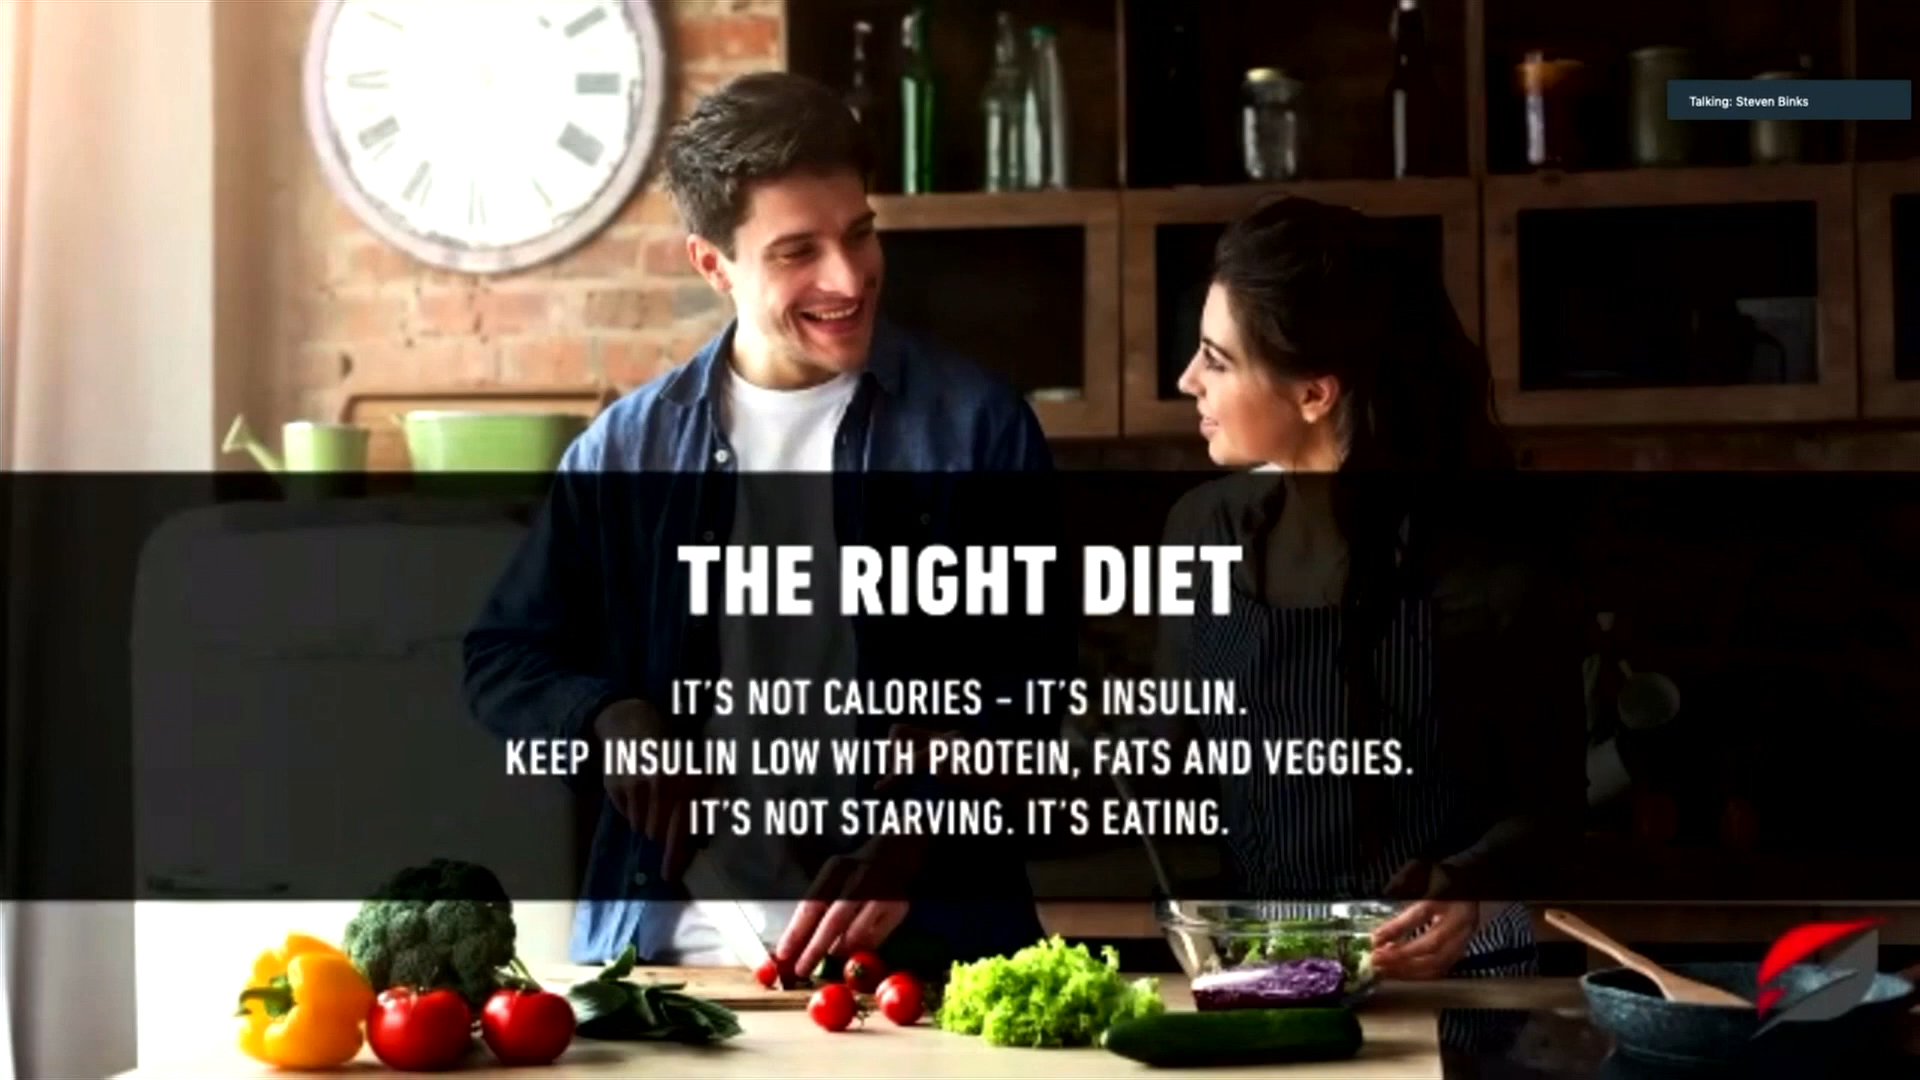 Talking: Steven Binks
THE RIGHT DIET
IT'S NOT CALORIES – IT'S INSULIN.
KEEP INSULIN LOW WITH PROTEIN, FATS AND VEGGIES.
IT'S NOT STARVING. IT'S EATING.